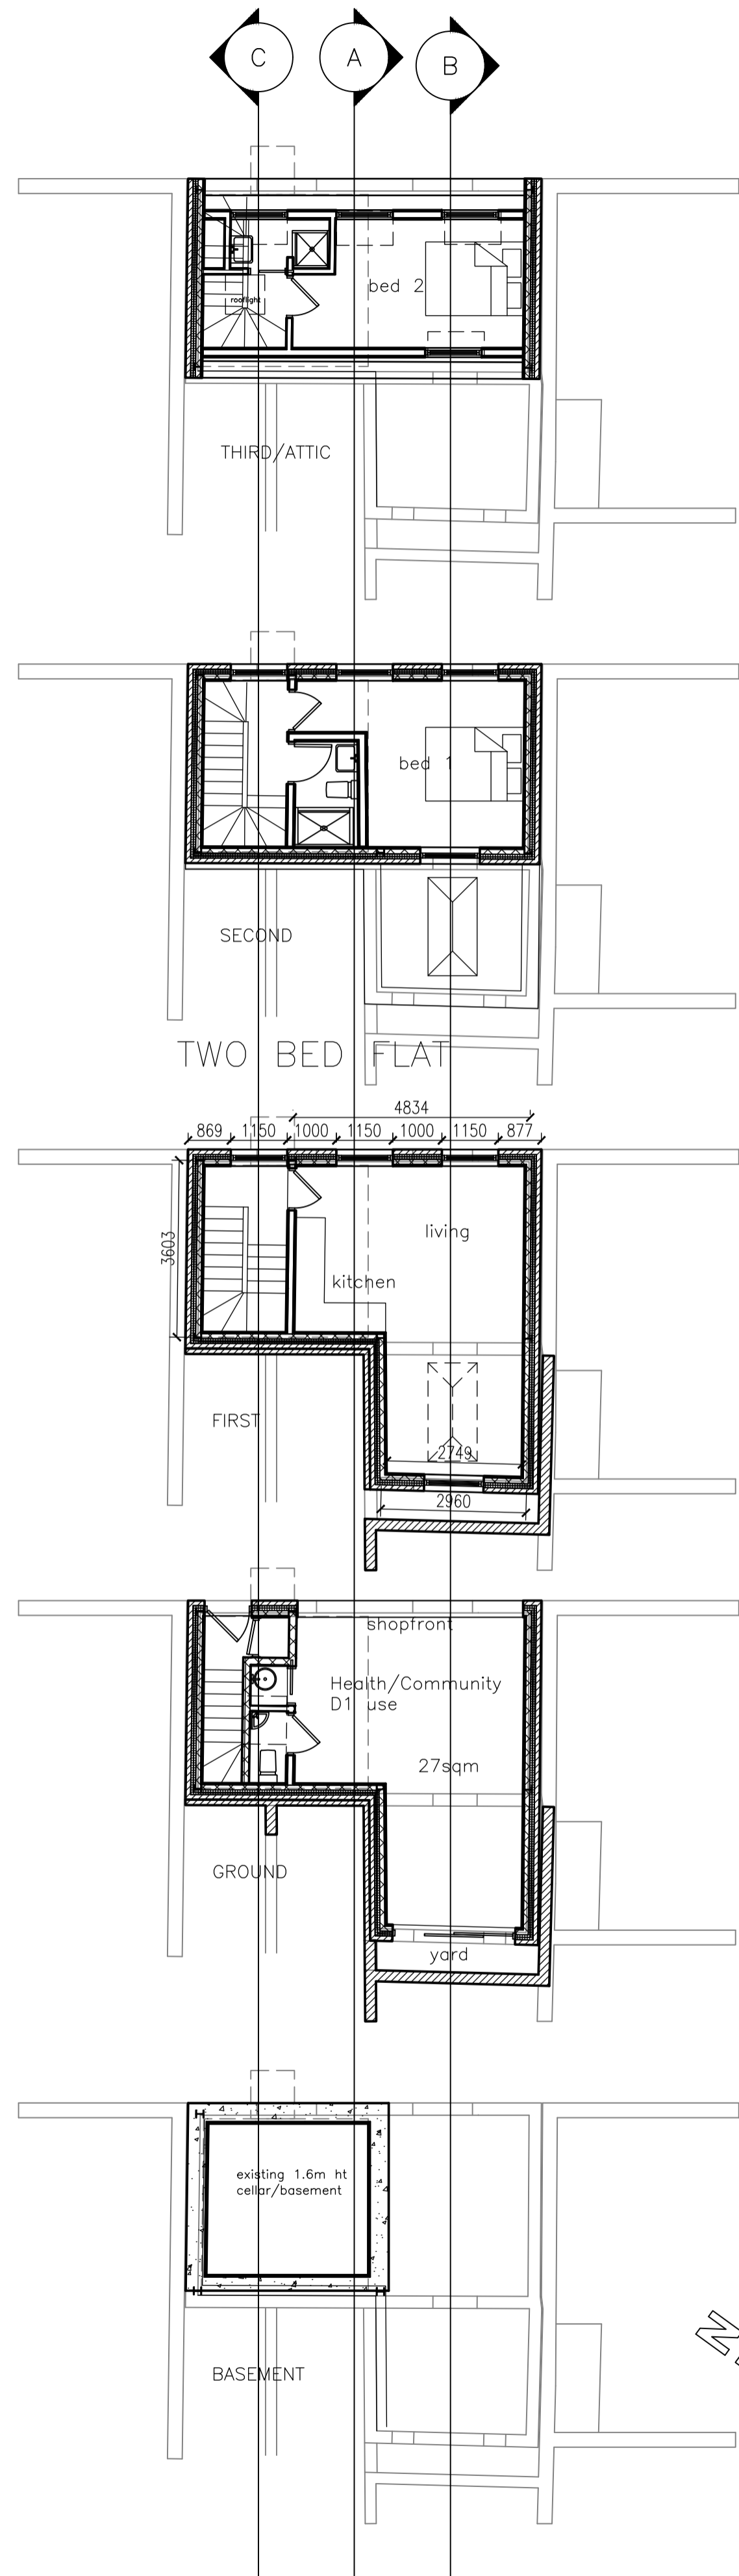 C A B
bed 2
rooflight
THIRD/ATTIC
bed 1
SECOND
TWO BED FLAT
4834
869 1150 1000 1150 1000 1150 877
3603
living
kitchen
FIRST
2749
2960
shopfront
Health/Community
D1 use
27sqm
GROUND
yard
existing 1.6m ht
cellar/basement
N
BASEMENT